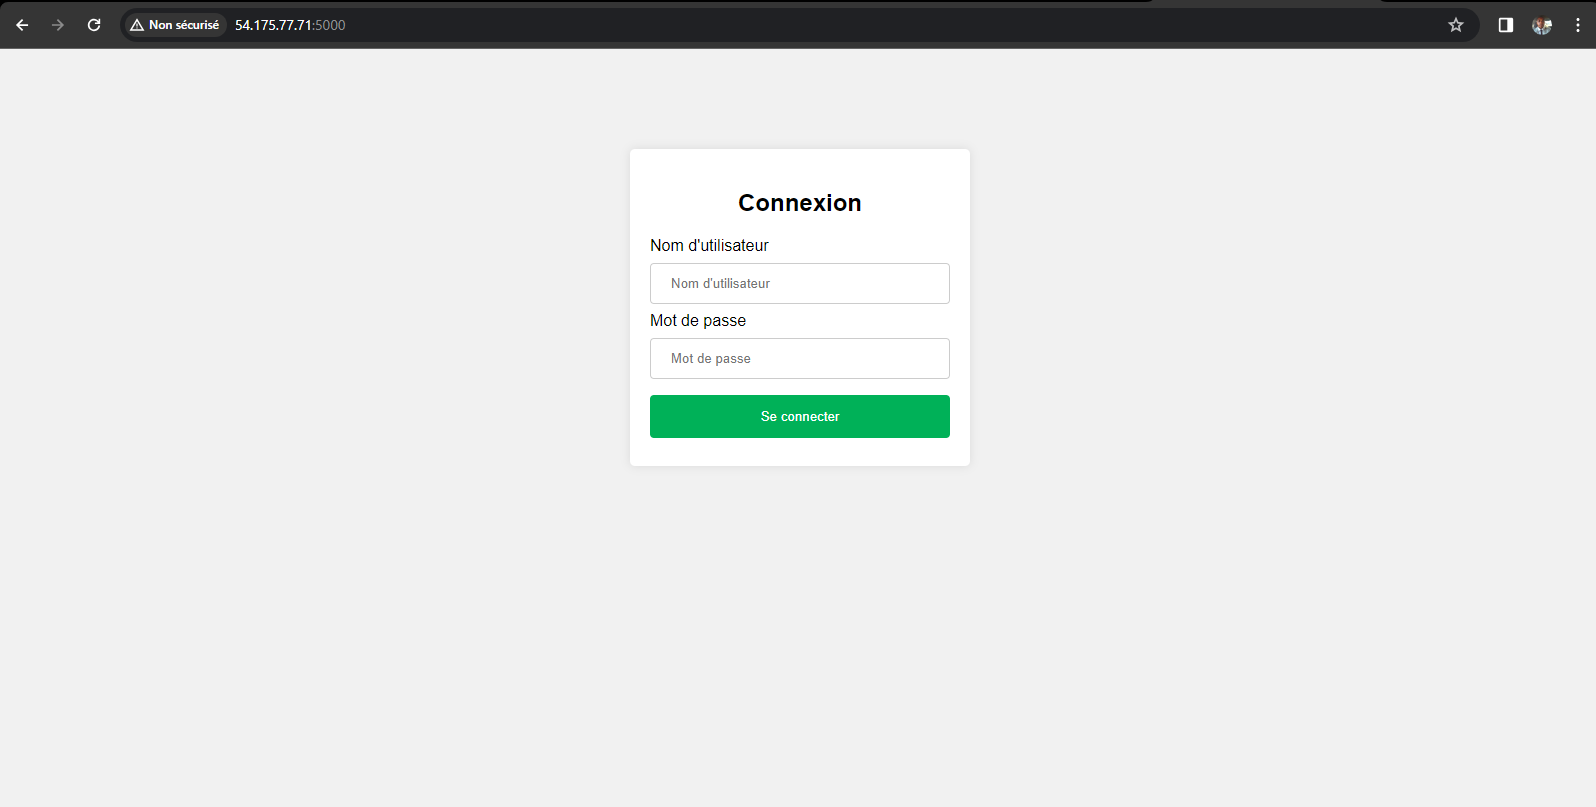 Non sécurisé 54.175.77.71:5000
Connexion
Nom d'utilisateur
Nom d'utilisateur
Mot de passe
Mot de passe
Se connecter